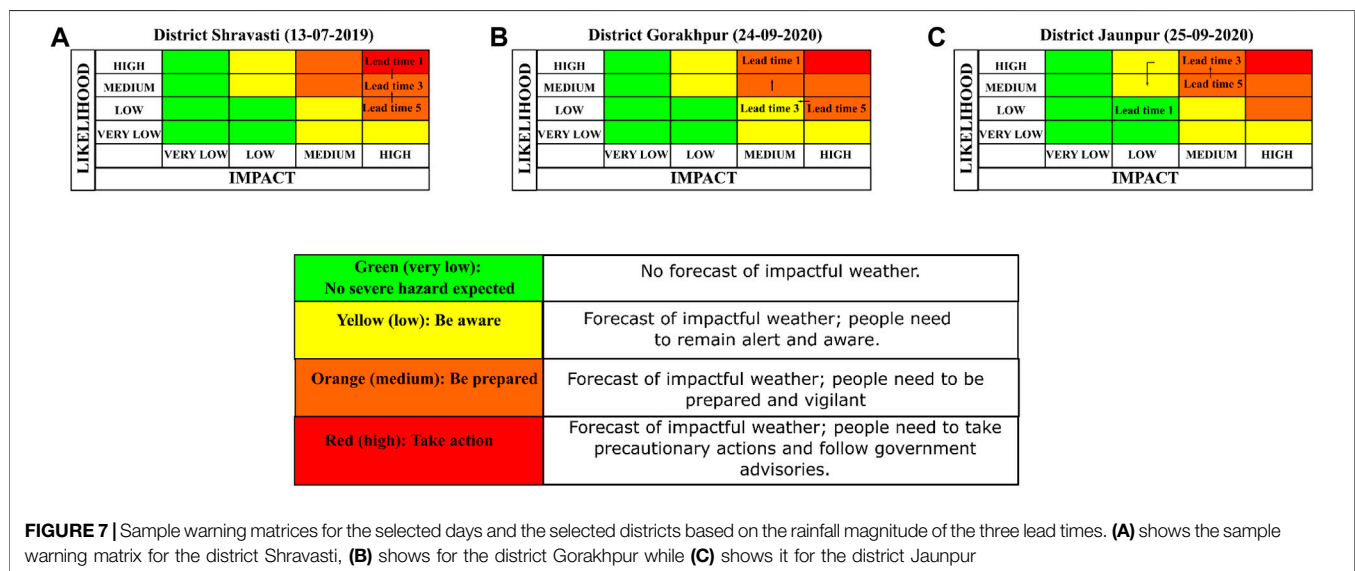 A
District Shravasti (13-07-2019)
LIKELIHOOD
HIGH
Lead time 1
MEDIUM
Lead time 3
LOW
Lead time 5
VERY LOW
VERY LOW LOW MEDIUM HIGH
IMPACT
B
District Gorakhpur (24-09-2020)
LIKELIHOOD
HIGH
Lead time 1
MEDIUM
LOW
Lead time 3 Lead time 5
VERY LOW
VERY LOW LOW MEDIUM HIGH
IMPACT
C
District Jaunpur (25-09-2020)
LIKELIHOOD
HIGH
Lead time 3
MEDIUM
Lead time 5
LOW
Lead time 1
VERY LOW
VERY LOW LOW MEDIUM HIGH
IMPACT
Green (very low):
No severe hazard expected
No forecast of impactful weather.
Yellow (low): Be aware
Forecast of impactful weather; people need
to remain alert and aware.
Orange (medium): Be prepared
Forecast of impactful weather; people need to be
prepared and vigilant
Red (high): Take action
Forecast of impactful weather; people need to take
precautionary actions and follow government
advisories.
FIGURE 7 | Sample warning matrices for the selected days and the selected districts based on the rainfall magnitude of the three lead times. (A) shows the sample
warning matrix for the district Shravasti, (B) shows for the district Gorakhpur while (C) shows it for the district Jaunpur